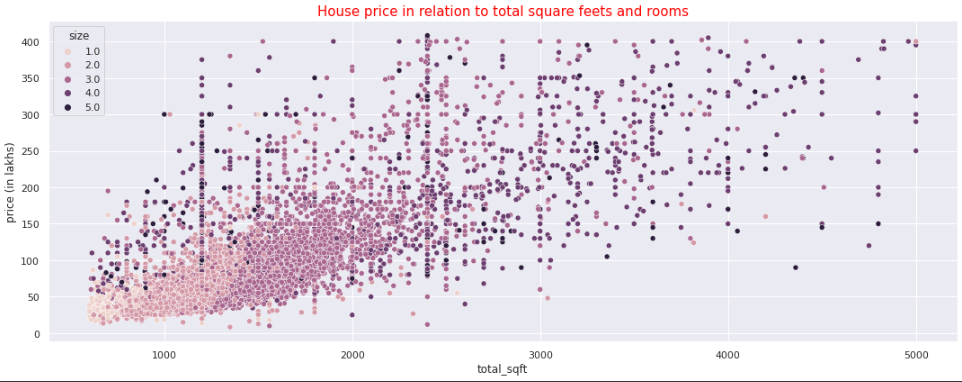 House price in relation to total square feets and rooms
size
1.0
2.0
3.0
4.0
5.0
price (in lakhs)
400
350
300
250
200
150
100
50
0
1000 2000 3000 4000 5000
total_sqft